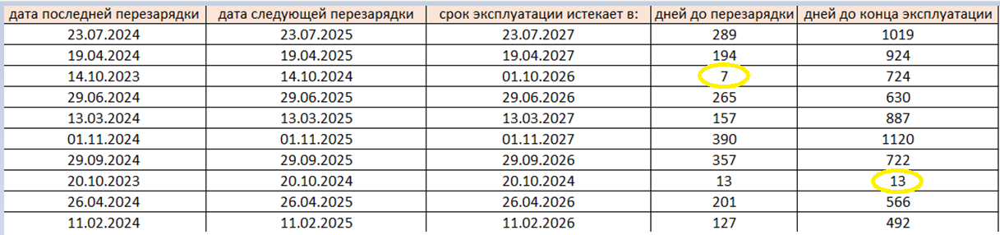 дата последней перезарядки дата следующей перезарядки срок эксплуатации истекает в: дней до перезарядки дней до конца эксплуатации
23.07.2024 23.07.2025 23.07.2027 289 1019
19.04.2024 19.04.2025 19.04.2027 194 924
14.10.2023 14.10.2024 01.10.2026 7 724
29.06.2024 29.06.2025 29.06.2026 265 630
13.03.2024 13.03.2025 13.03.2027 157 887
01.11.2024 01.11.2025 01.11.2027 390 1120
29.09.2024 29.09.2025 29.09.2026 357 722
20.10.2023 20.10.2024 20.10.2024 13 13
26.04.2024 26.04.2025 26.04.2026 201 566
11.02.2024 11.02.2025 11.02.2026 127 492